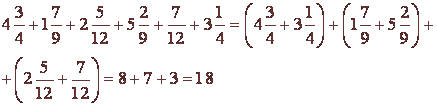 4 3/4 + 1 7/9 + 2 5/12 + 5 2/9 + 7/12 + 3 1/4 = (4 3/4 + 3 1/4) + (1 7/9 + 5 2/9) +
+ (2 5/12 + 7/12) = 8 + 7 + 3 = 18